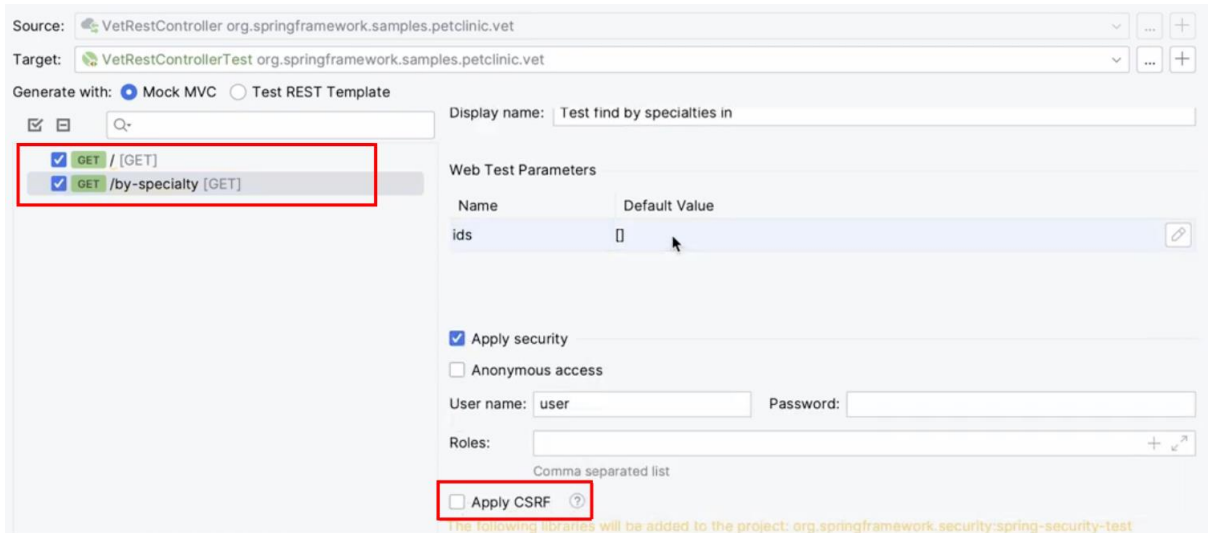 Source: VetRestController org.springframework.samples.petclinic.vet ...
Target: VetRestControllerTest org.springframework.samples.petclinic.vet ...
Generate with: Mock MVC Test REST Template
GET / [GET]
GET /by-specialty [GET]
Display name: Test find by specialties in
Web Test Parameters
Name Default Value
ids []
Apply security
Anonymous access
User name: user Password:
Roles:
Comma separated list
Apply CSRF ?
The following libraries will be added to the project: org.springframework.security:spring-security-test